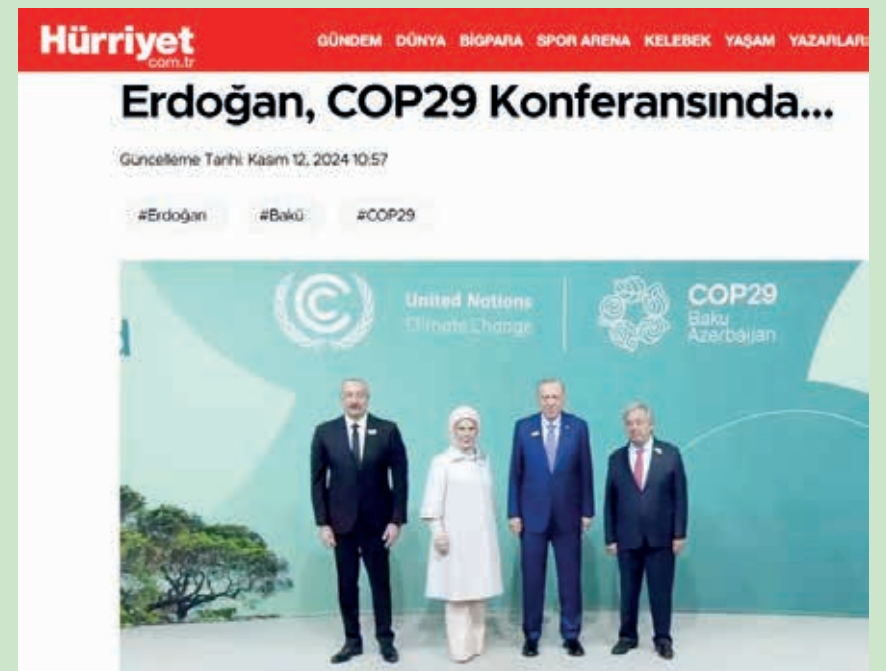 Hürriyet
com.tr
GÜNDEM DÜNYA BİGPARA SPOR ARENA KELEBEK YAŞAM YAZARLAR
Erdoğan, COP29 Konferansında...
Güncelleme Tarihi: Kasım 12, 2024 10:57
#Erdoğan #Bakü #COP29
United Nations
Climate Change
COP29
Baku
Azerbaijan
d